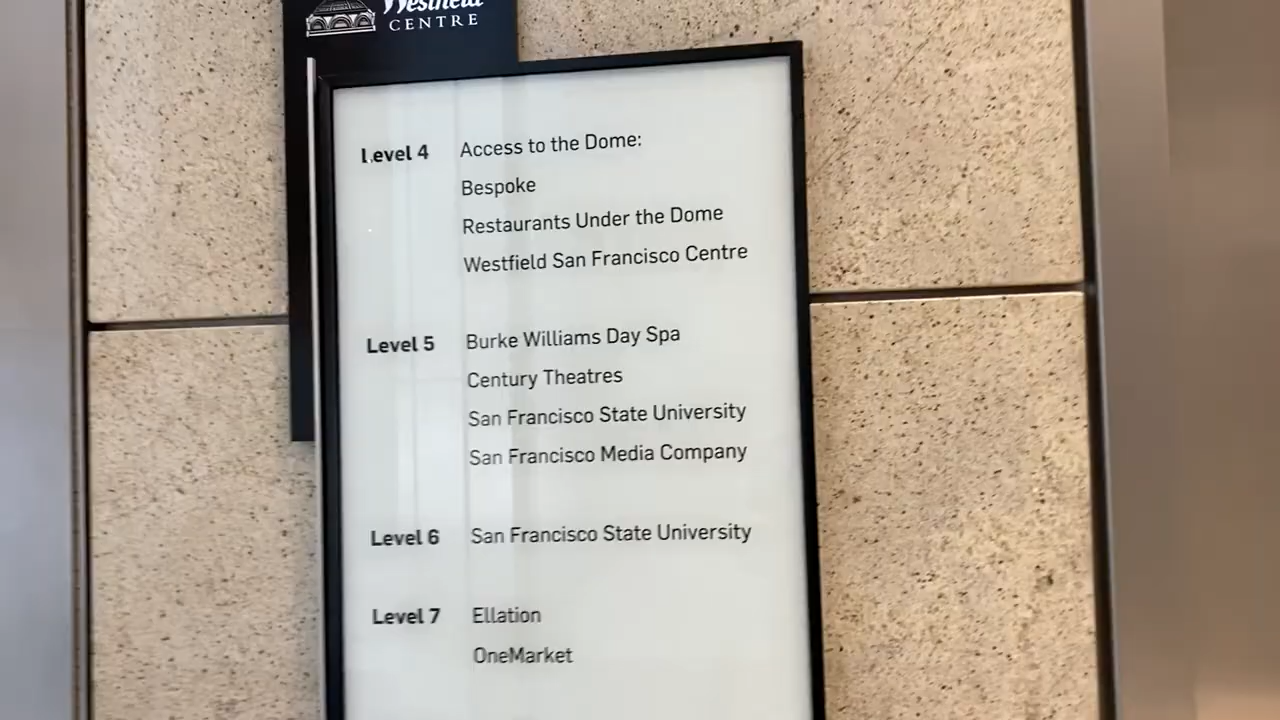 Westfield
CENTRE
Level 4 Access to the Dome:
Bespoke
Restaurants Under the Dome
Westfield San Francisco Centre
Level 5 Burke Williams Day Spa
Century Theatres
San Francisco State University
San Francisco Media Company
Level 6 San Francisco State University
Level 7 Ellation
OneMarket